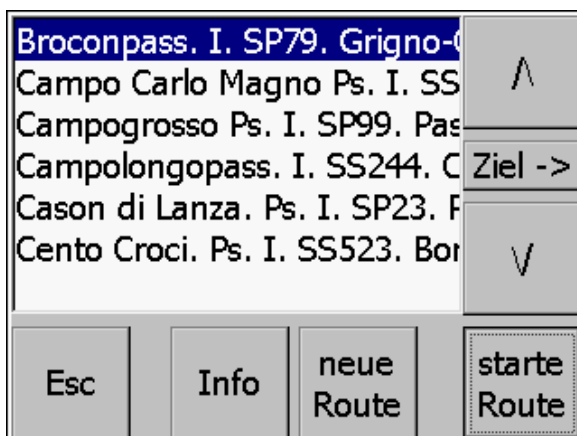 Broconpass. I. SP79. Grigno-
Campo Carlo Magno Ps. I. SS
Campogrosso Ps. I. SP99. Pas
Campolongopass. I. SS244. C
Cason di Lanza. Ps. I. SP23.
Cento Croci. Ps. I. SS523. Bor
/\
Ziel ->
\/
Esc
Info
neue
Route
starte
Route